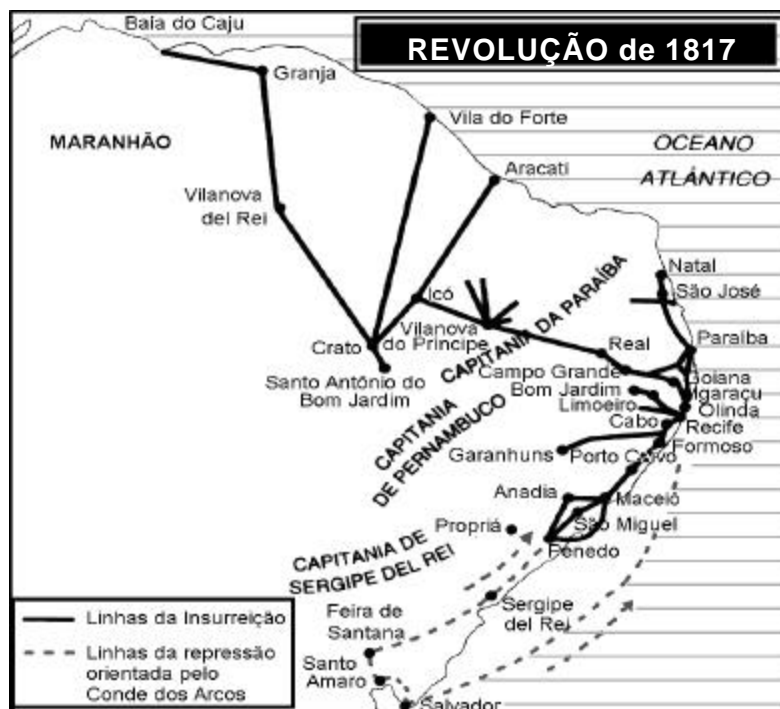 Baía do Caju
REVOLUÇÃO de 1817
Granja
Vila do Forte
MARANHÃO
OCEANO
ATLÂNTICO
Aracati
Vilanova
del Rei
Natal
São José
Icó
CAPITANIA DA PARAÍBA
Vilanova
do Príncipe
Real
Paraíba
Crato
Campo Grande
Goiana
Santo Antônio do
Bom Jardim
Bom Jardim
Igaraçu
Limoeiro
Olinda
CAPITANIA
DE PERNAMBUCO
Cabo
Recife
Formoso
Garanhuns
Porto Calvo
Anadia
Maceió
Propriá
São Miguel
CAPITANIA DE
SERGIPE DEL REI
Penedo
Linhas da Insurreição
Feira de
Santana
Sergipe
del Rei
Linhas da repressão
orientada pelo
Conde dos Arcos
Santo
Amaro
Salvador